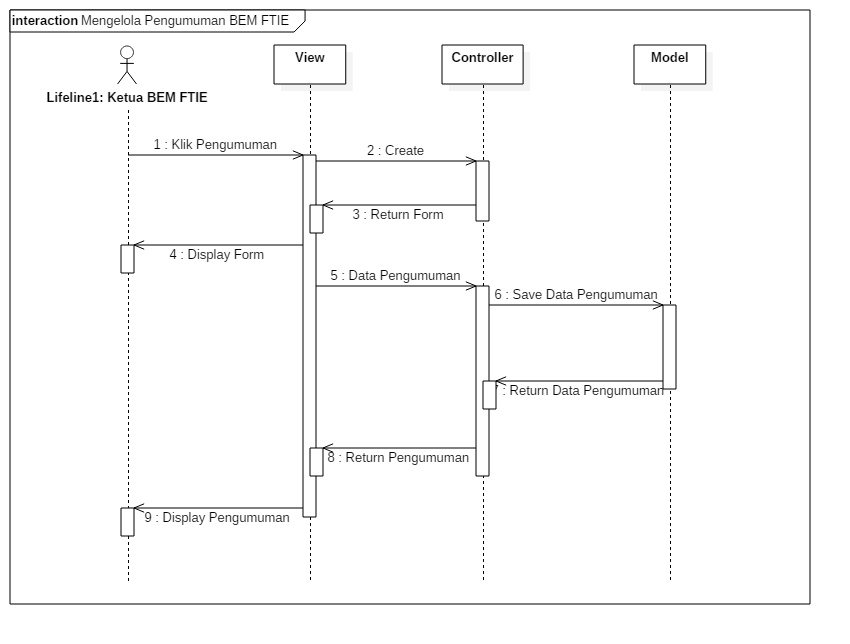 interaction Mengelola Pengumuman BEM FTIE
View
Controller
Model
Lifeline1: Ketua BEM FTIE
1 : Klik Pengumuman
2 : Create
3 : Return Form
4 : Display Form
5 : Data Pengumuman
6 : Save Data Pengumuman
: Return Data Pengumuman
8 : Return Pengumuman
9 : Display Pengumuman